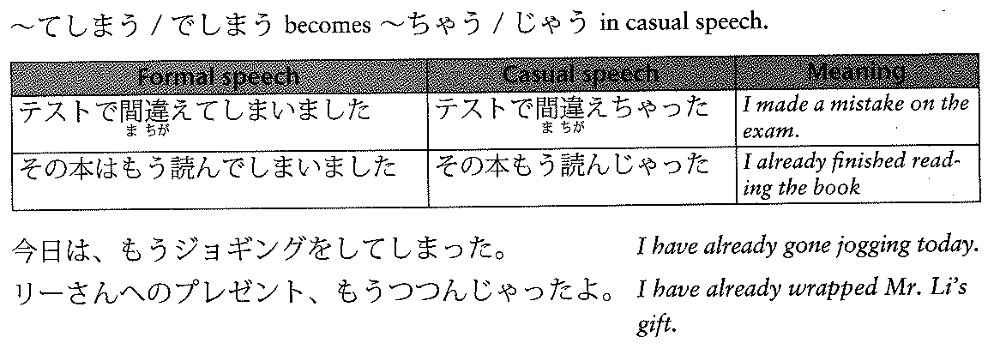 ～てしまう / でしまう becomes ～ちゃう / じゃう in casual speech.
Formal speech Casual speech Meaning
テストで間違えてしまいました テストで間違えちゃった I made a mistake on the
まちが まちが exam.
その本はもう読んでしまいました その本もう読んじゃった I already finished read-
ing the book
今日は、もうジョギングをしてしまった。 I have already gone jogging today.
リーさんへのプレゼント、もうつつんじゃったよ。 I have already wrapped Mr. Li's
gift.